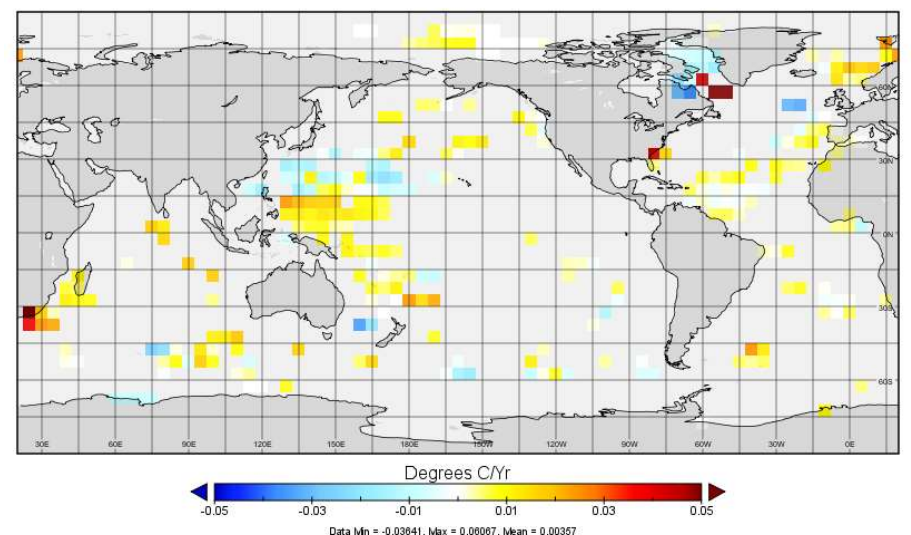 60N
30N
0N
30S
60S
30E 60E 90E 120E 150E 180W 150W 120W 90W 60W 30W 0E
Degrees C/Yr
-0.05 -0.03 -0.01 0.01 0.03 0.05
Data Min = -0.03641, Max = 0.06067, Mean = 0.00357